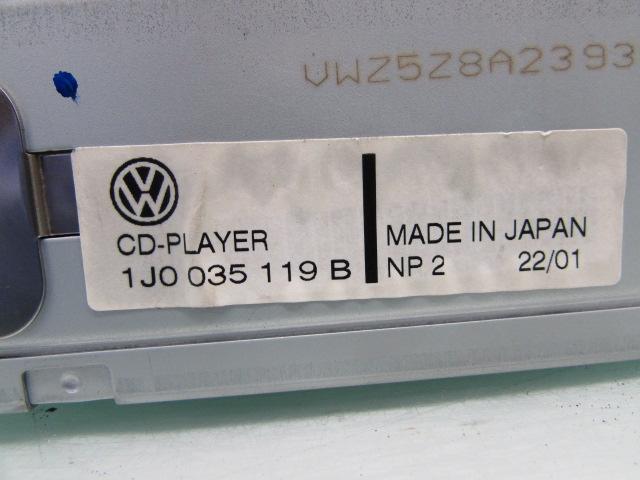 VWZ5Z8A2393
CD-PLAYER
1J0 035 119 B
MADE IN JAPAN
NP 2 22/01